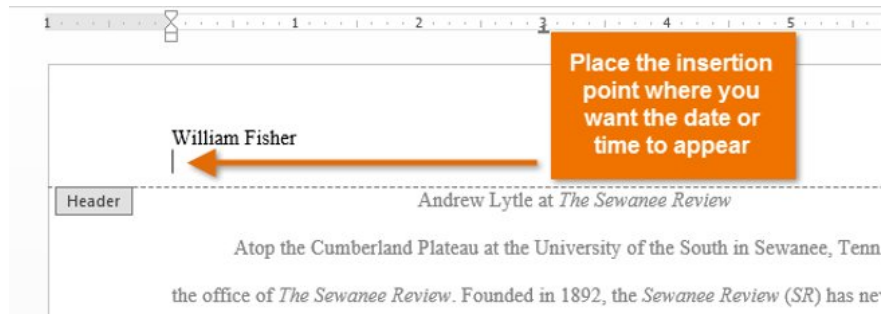 1 1 2 3 4 5
Place the insertion
point where you
want the date or
time to appear
William Fisher
Header
Andrew Lytle at The Sewanee Review
Atop the Cumberland Plateau at the University of the South in Sewanee, Tenn
the office of The Sewanee Review. Founded in 1892, the Sewanee Review (SR) has nev